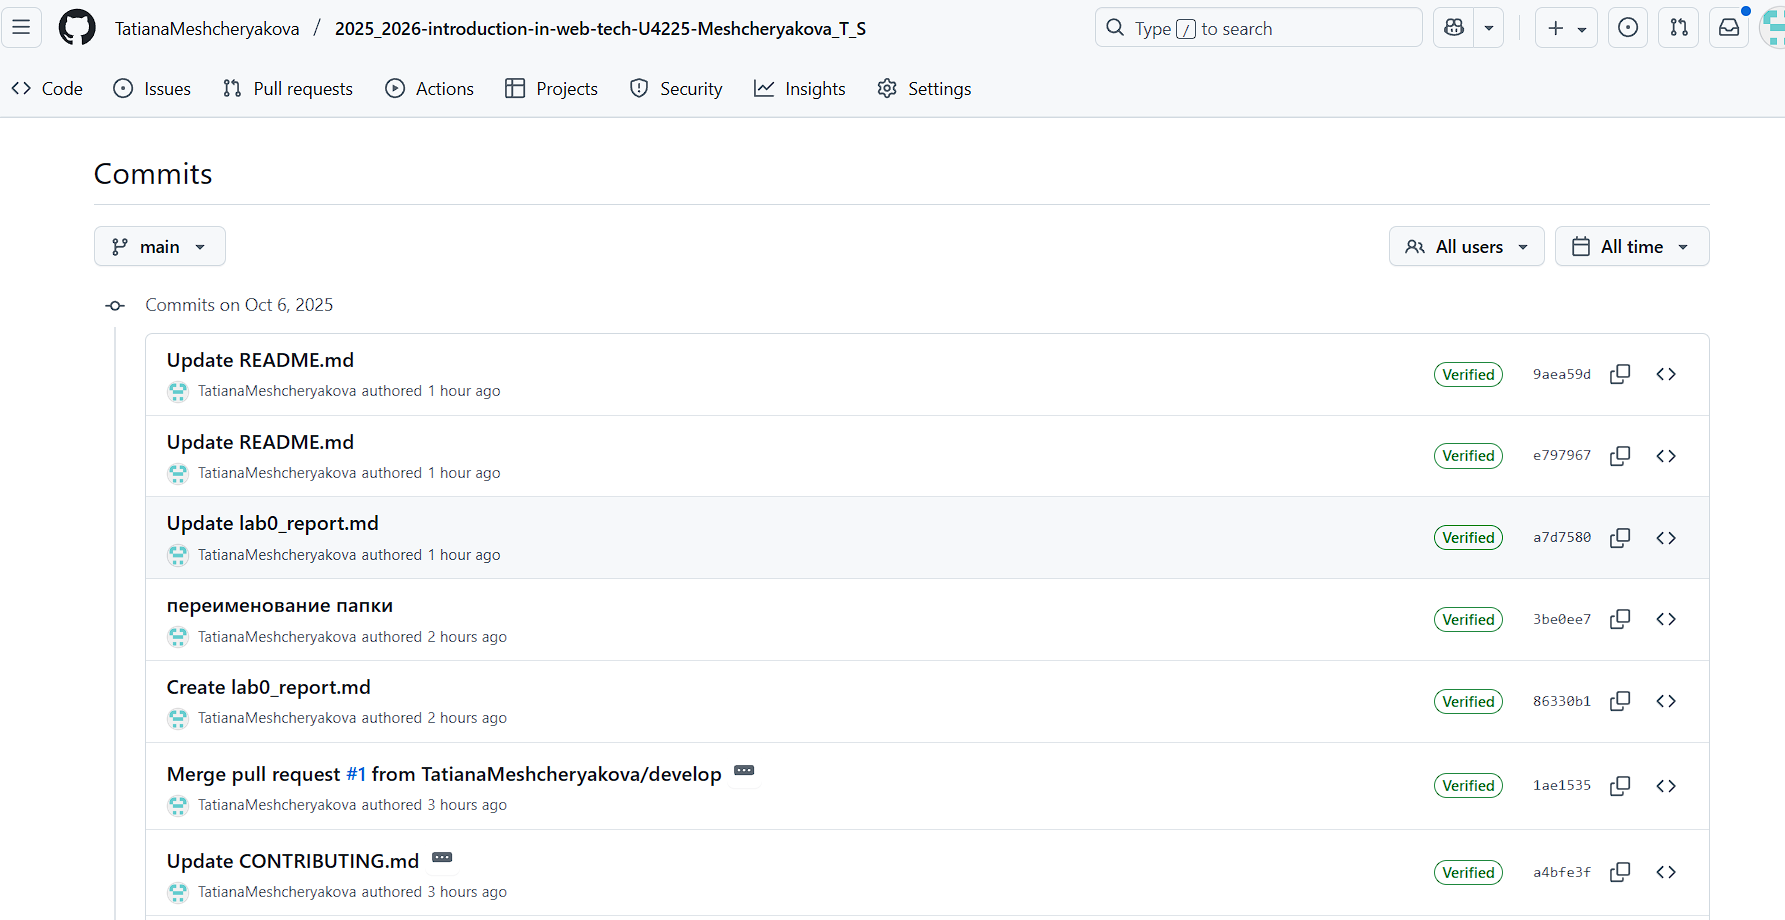 TatianaMeshcheryakova / 2025_2026-introduction-in-web-tech-U4225-Meshcheryakova_T_S
Type / to search
Code Issues Pull requests Actions Projects Security Insights Settings
Commits
main All users All time
Commits on Oct 6, 2025
Update README.md
TatianaMeshcheryakova authored 1 hour ago
Verified 9aea59d
Update README.md
TatianaMeshcheryakova authored 1 hour ago
Verified e797967
Update lab0_report.md
TatianaMeshcheryakova authored 1 hour ago
Verified a7d7580
переименование папки
TatianaMeshcheryakova authored 2 hours ago
Verified 3be0ee7
Create lab0_report.md
TatianaMeshcheryakova authored 2 hours ago
Verified 86330b1
Merge pull request #1 from TatianaMeshcheryakova/develop
TatianaMeshcheryakova authored 3 hours ago
Verified 1ae1535
Update CONTRIBUTING.md
TatianaMeshcheryakova authored 3 hours ago
Verified a4bfe3f